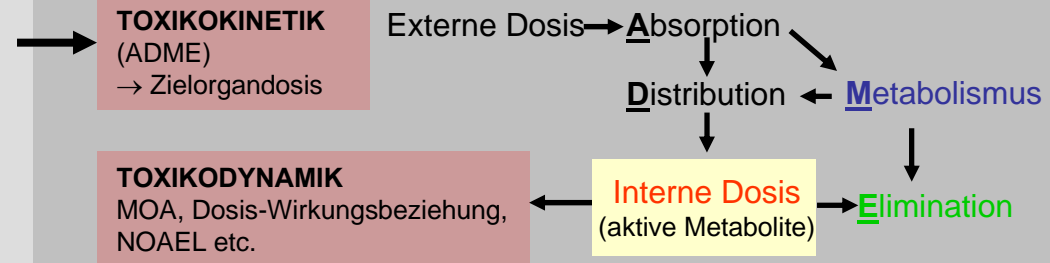 TOXIKOKINETIK
(ADME)
→ Zielorgandosis
Externe Dosis
Absorption
Distribution
Metabolismus
TOXIKODYNAMIK
MOA, Dosis-Wirkungsbeziehung,
NOAEL etc.
Interne Dosis
(aktive Metabolite)
Elimination